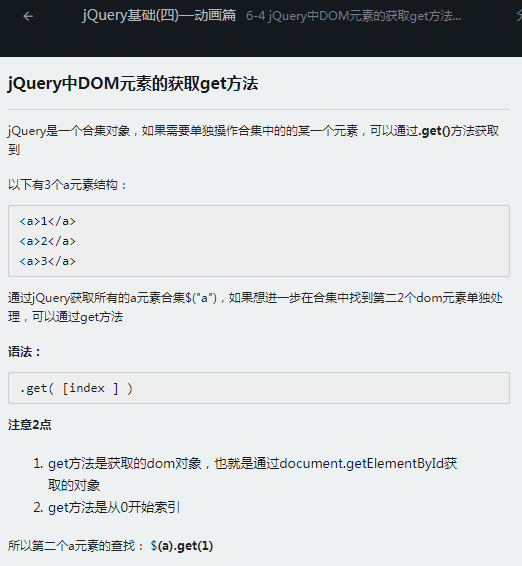 jQuery基础(四)—动画篇 6-4 jQuery中DOM元素的获取get方法...
jQuery中DOM元素的获取get方法
jQuery是一个合集对象，如果需要单独操作合集中的的某一个元素，可以通过.get()方法获取
到
以下有3个a元素结构：
<a>1</a>
<a>2</a>
<a>3</a>
通过jQuery获取所有的a元素合集$("a")，如果想进一步在合集中找到第二2个dom元素单独处
理，可以通过get方法
语法：
.get( [index ] )
注意2点
1. get方法是获取的dom对象，也就是通过document.getElementById获
取的对象
2. get方法是从0开始索引
所以第二个a元素的查找： $(a).get(1)